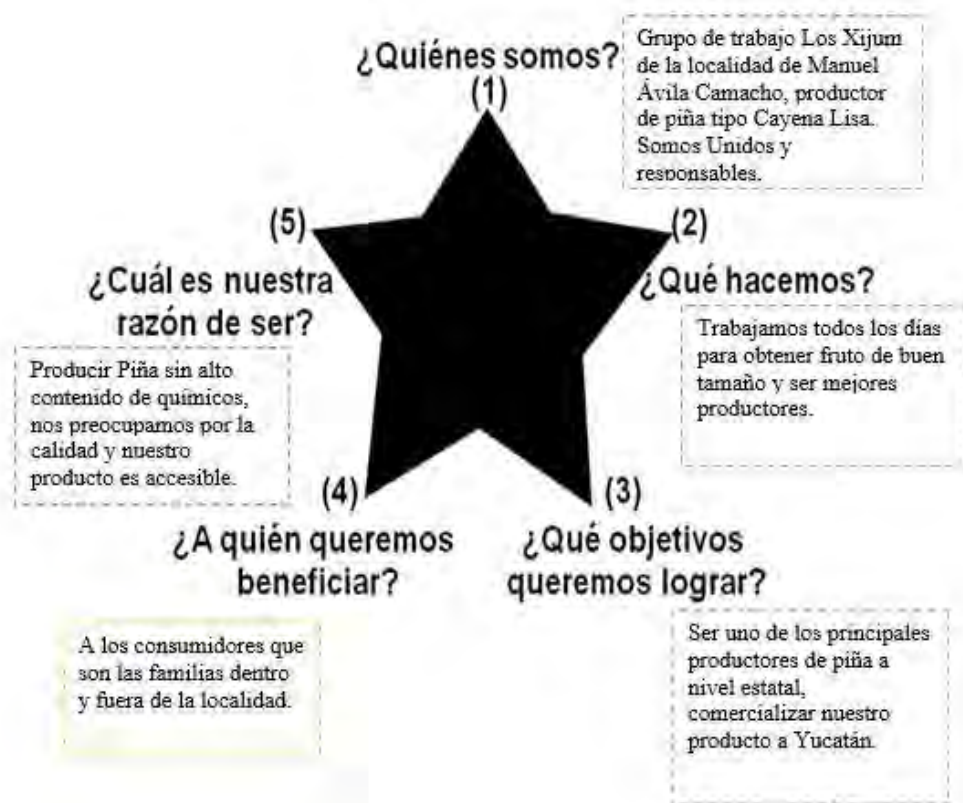 ¿Quiénes somos?
(1)
Grupo de trabajo Los Xijum
de la localidad de Manuel
Ávila Camacho, productor
de piña tipo Cayena Lisa.
Somos Unidos y
responsables.
(2)
¿Qué hacemos?
Trabajamos todos los días
para obtener fruto de buen
tamaño y ser mejores
productores.
(3)
¿Qué objetivos
queremos lograr?
Ser uno de los principales
productores de piña a
nivel estatal,
comercializar nuestro
producto a Yucatán.
(4)
¿A quién queremos
beneficiar?
A los consumidores que
son las familias dentro
y fuera de la localidad.
(5)
¿Cuál es nuestra
razón de ser?
Producir Piña sin alto
contenido de químicos,
nos preocupamos por la
calidad y nuestro
producto es accesible.